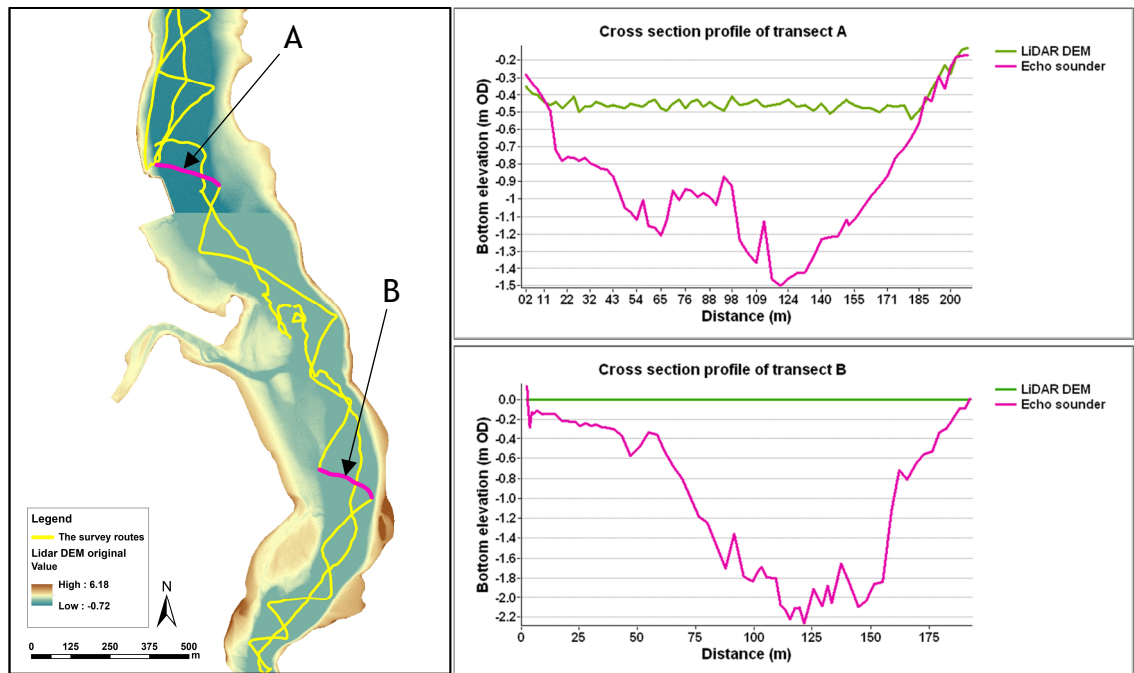 A
B
Legend
The survey routes
Lidar DEM original
Value
High : 6.18
Low : -0.72
N
0 125 250 375 500
m
Cross section profile of transect A
LiDAR DEM
Echo sounder
Bottom elevation (m OD)
-0.2
-0.3
-0.4
-0.5
-0.6
-0.8
-0.9
-1
-1.1
-1.2
-1.3
-1.4
-1.5
02 11 22 32 43 54 65 76 88 98 109 124 140 155 171 185 200
Distance (m)
Cross section profile of transect B
LiDAR DEM
Echo sounder
Bottom elevation (m OD)
0.0
-0.2
-0.4
-0.6
-0.8
-1.0
-1.2
-1.4
-1.6
-1.8
-2.0
-2.2
0 25 50 75 100 125 150 175
Distance (m)